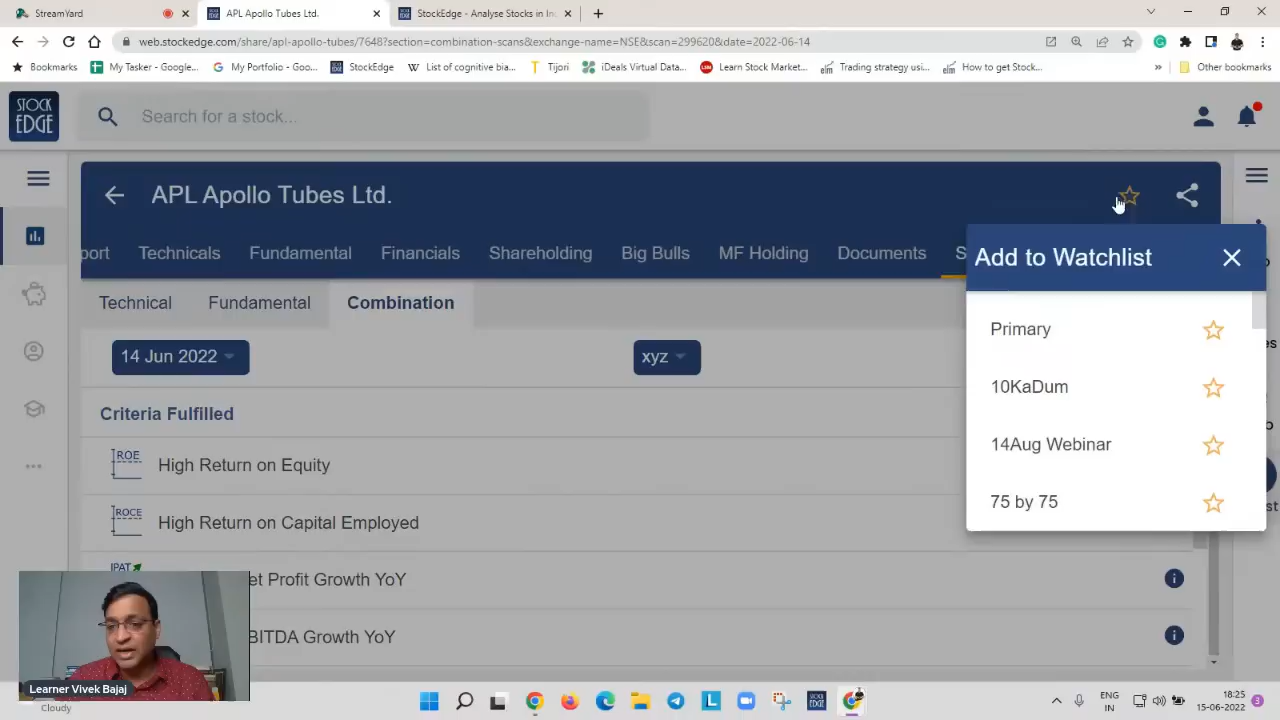 StreamYard
APL Apollo Tubes Ltd.
StockEdge - Analyse Stocks in In
web.stockedge.com/share/apl-apollo-tubes/7648?section=combination-scans&exchange-name=NSE&scan=299620&date=2022-06-14
Bookmarks
My Tasker - Google...
My Portfolio - Goo...
StockEdge
List of cognitive bia...
Tijori
iDeals Virtual Data...
Learn Stock Market...
Trading strategy usi...
How to get Stock...
»
Other bookmarks
STOCK
EDGE
Search for a stock...
APL Apollo Tubes Ltd.
port
Technicals
Fundamental
Financials
Shareholding
Big Bulls
MF Holding
Documents
S
Add to Watchlist
Technical
Fundamental
Combination
Primary
14 Jun 2022
xyz
10KaDum
Criteria Fulfilled
14Aug Webinar
ROE
High Return on Equity
75 by 75
ROCE
High Return on Capital Employed
PAT
et Profit Growth YoY
BITDA Growth YoY
Learner Vivek Bajaj
Cloudy
ENG
IN
18:25
15-06-2022
3